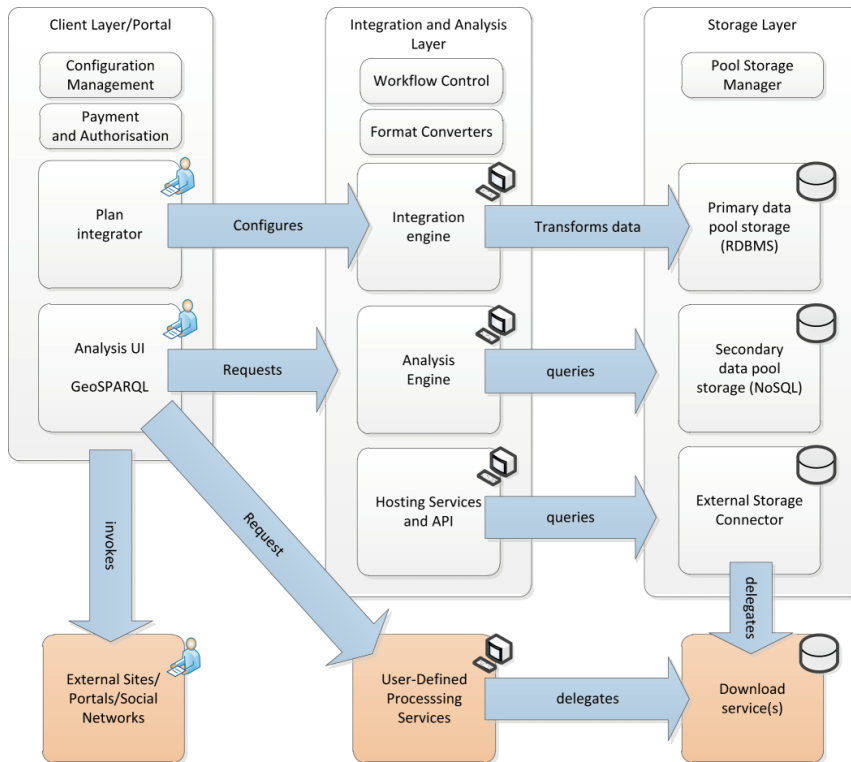 Client Layer/Portal
Configuration
Management
Payment
and Authorisation
Plan
integrator
Analysis UI
GeoSPARQL
Configures
Requests
Request
invokes
Integration and Analysis
Layer
Workflow Control
Format Converters
Integration
engine
Analysis
Engine
Hosting Services
and API
Transforms data
queries
queries
Storage Layer
Pool Storage
Manager
Primary data
pool storage
(RDBMS)
Secondary
data pool
storage (NoSQL)
External Storage
Connector
delegates
External Sites/
Portals/Social
Networks
User-Defined
Processsing
Services
delegates
Download
service(s)